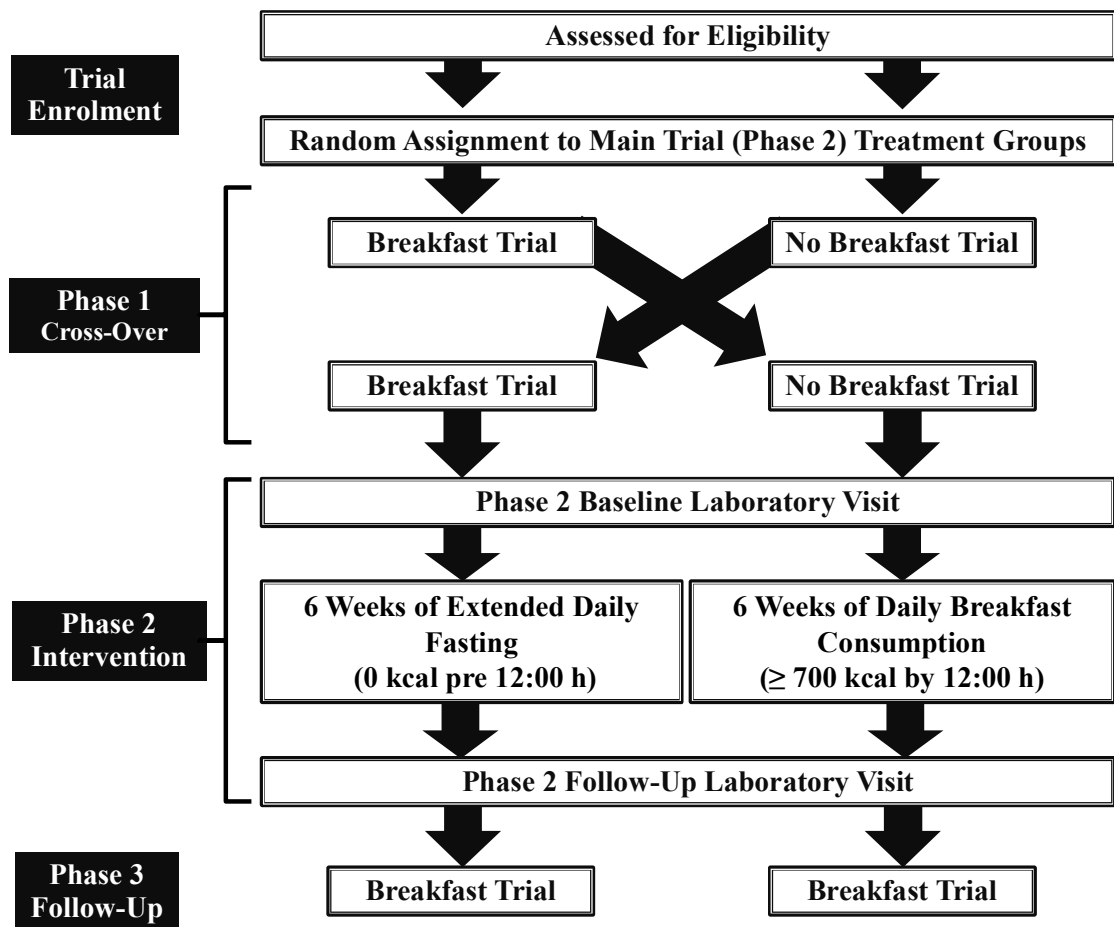 Assessed for Eligibility
Trial
Enrolment
Random Assignment to Main Trial (Phase 2) Treatment Groups
Breakfast Trial
No Breakfast Trial
Phase 1
Cross-Over
Breakfast Trial
No Breakfast Trial
Phase 2 Baseline Laboratory Visit
Phase 2
Intervention
6 Weeks of Extended Daily
Fasting
(0 kcal pre 12:00 h)
6 Weeks of Daily Breakfast
Consumption
(≥ 700 kcal by 12:00 h)
Phase 2 Follow-Up Laboratory Visit
Phase 3
Follow-Up
Breakfast Trial
Breakfast Trial